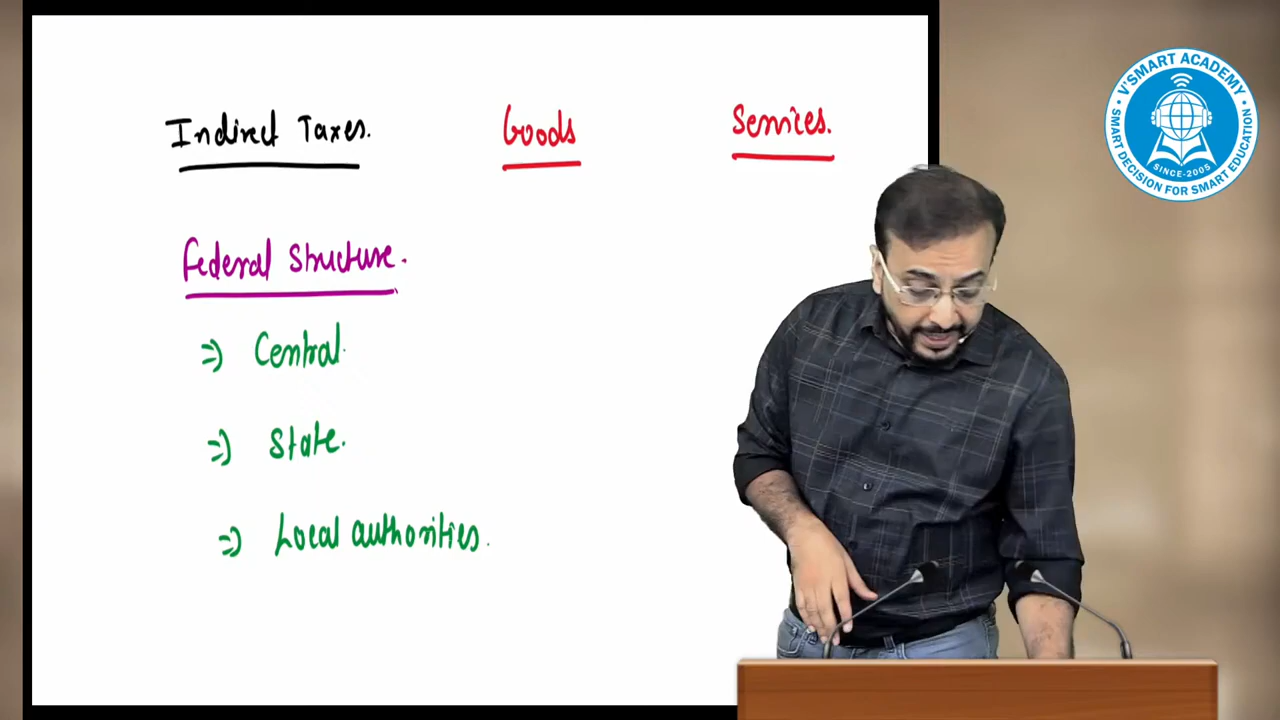 Indirect Taxes. Goods Services.
Federal Structure.
⇒ Central
⇒ State.
⇒ Local authorities.
V'SMART ACADEMY
SINCE-2005
SMART DECISION FOR SMART EDUCATION